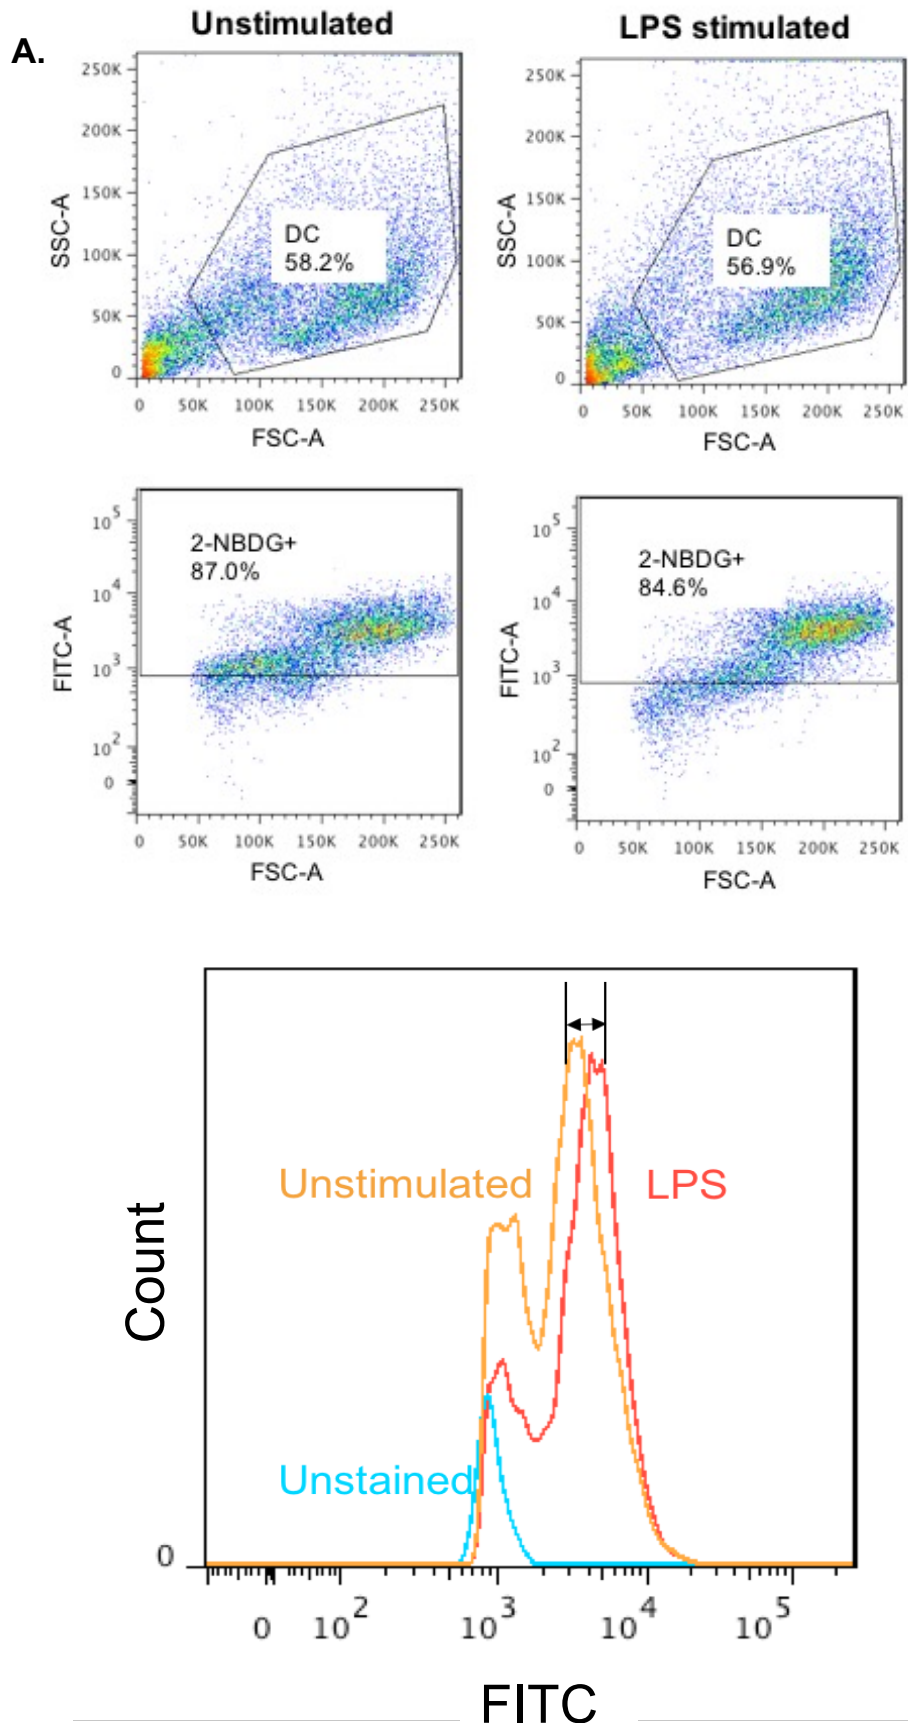 A.
Unstimulated
LPS stimulated
250K
200K
150K
100K
50K
0
SSC-A
DC
58.2%
0 50K 100K 150K 200K 250K
FSC-A
250K
200K
150K
100K
50K
0
SSC-A
DC
56.9%
0 50K 100K 150K 200K 250K
FSC-A
10^5
10^4
10^3
10^2
0
FITC-A
2-NBDG+
87.0%
0 50K 100K 150K 200K 250K
FSC-A
10^5
10^4
10^3
10^2
0
FITC-A
2-NBDG+
84.6%
0 50K 100K 150K 200K 250K
FSC-A
Count
Unstimulated
LPS
Unstained
0
0 10^2 10^3 10^4 10^5
FITC